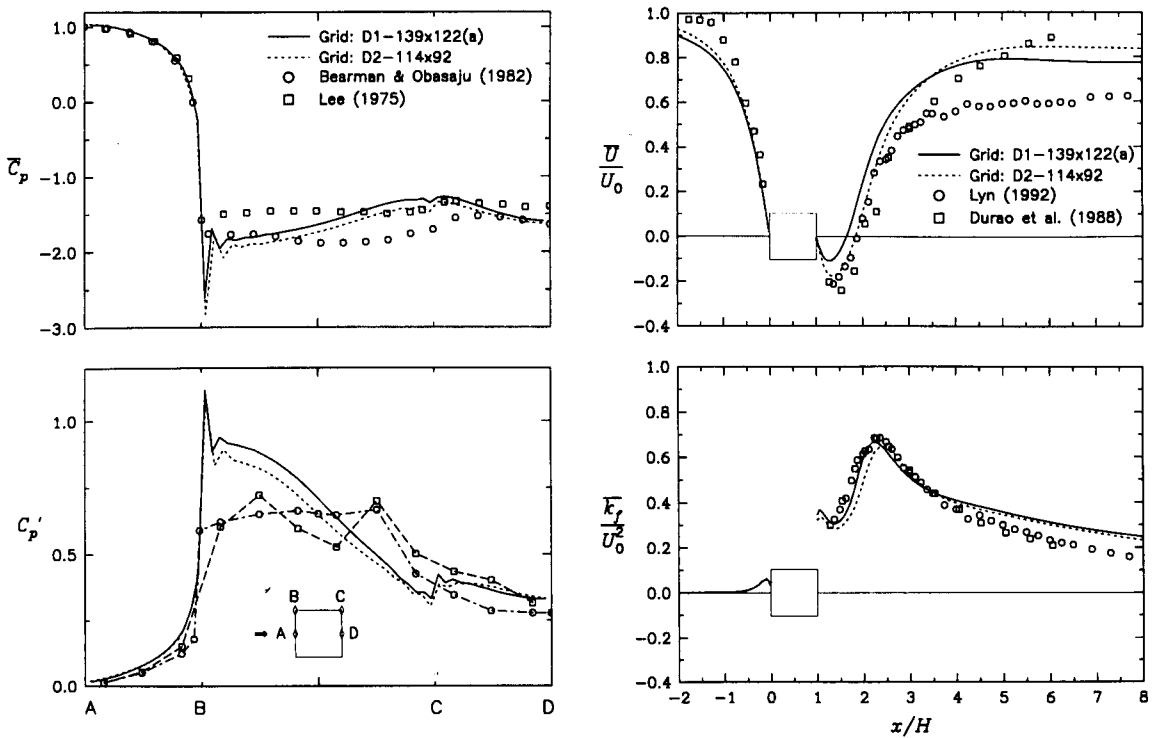 1.0
0.0
−1.0
−2.0
−3.0
C̅p
Grid: D1−139x122(a)
Grid: D2−114x92
Bearman & Obasaju (1982)
Lee (1975)
1.0
0.8
0.6
0.4
0.2
0.0
−0.2
−0.4
U̅
U0
Grid: D1−139x122(a)
Grid: D2−114x92
Lyn (1992)
Durao et al. (1988)
1.0
0.5
0.0
Cp'
B C
⇒ A D
A B C D
1.0
0.8
0.6
0.4
0.2
0.0
−0.2
−0.4
k̅f
U0²
−2 −1 0 1 2 3 4 5 6 7 8
x/H